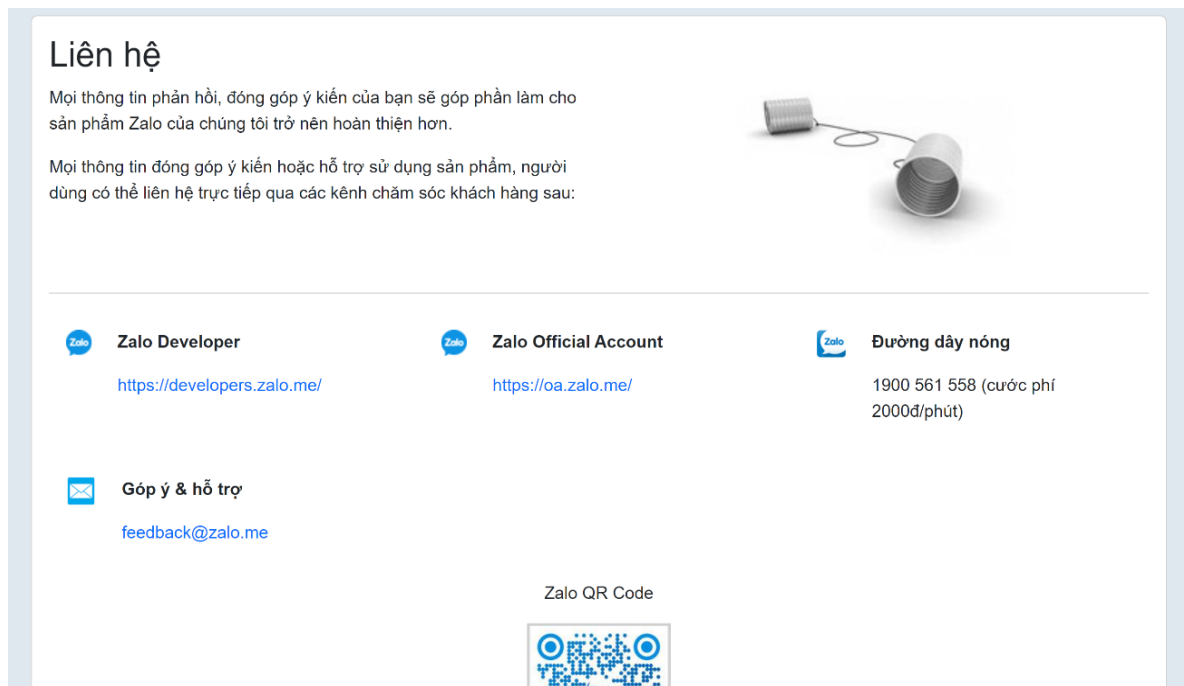 Liên hệ
Mọi thông tin phản hồi, đóng góp ý kiến của bạn sẽ góp phần làm cho
sản phẩm Zalo của chúng tôi trở nên hoàn thiện hơn.
Mọi thông tin đóng góp ý kiến hoặc hỗ trợ sử dụng sản phẩm, người
dùng có thể liên hệ trực tiếp qua các kênh chăm sóc khách hàng sau:
Zalo
Zalo Developer
https://developers.zalo.me/
Zalo
Zalo Official Account
https://oa.zalo.me/
Zalo
Đường dây nóng
1900 561 558 (cước phí
2000đ/phút)
Góp ý & hỗ trợ
feedback@zalo.me
Zalo QR Code